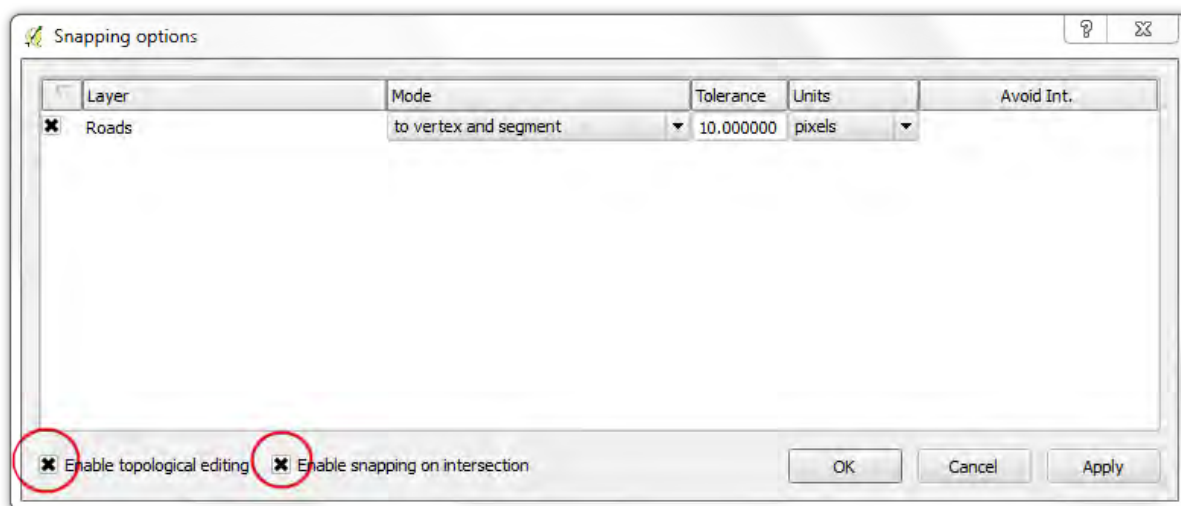 Snapping options
Layer Mode Tolerance Units Avoid Int.
Roads to vertex and segment 10.000000 pixels
Enable topological editing Enable snapping on intersection OK Cancel Apply